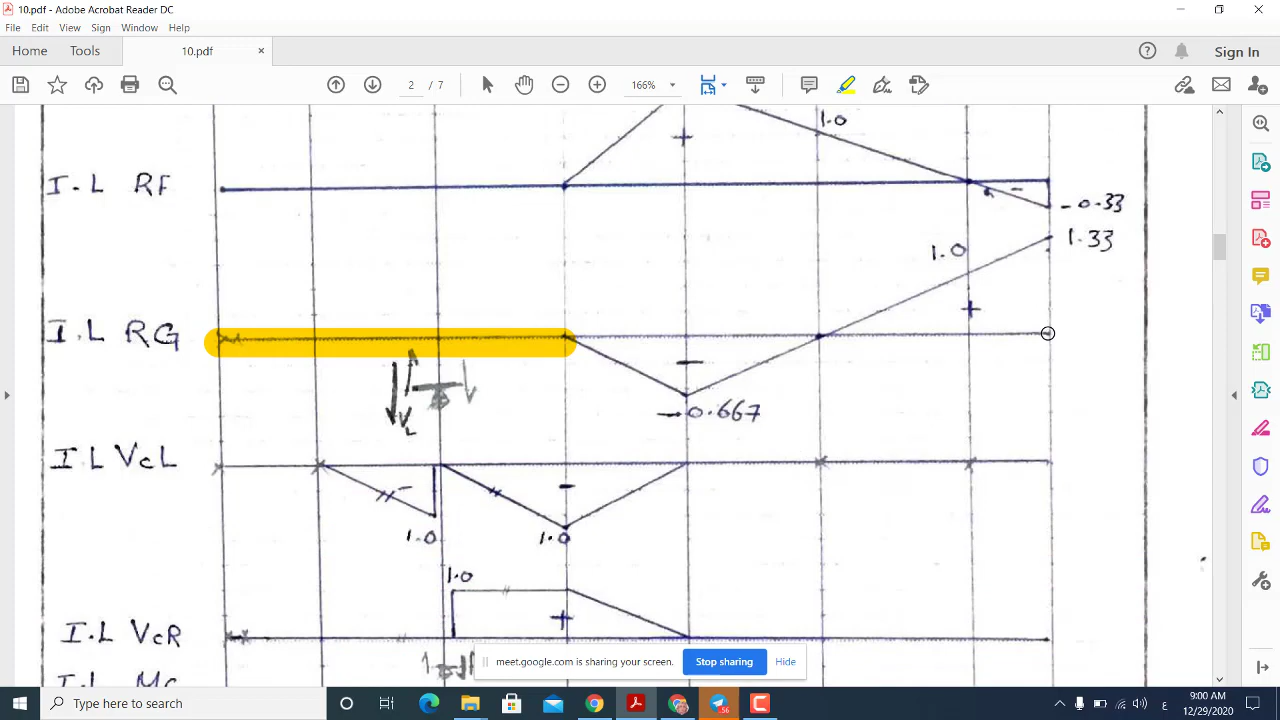 10.pdf - Adobe Acrobat Reader DC
File Edit View Sign Window Help
Home Tools 10.pdf × Sign In
2 / 7 166%
1.0
+
I.L RF
-
-0.33
1.33
1.0
+
I.L RG
-
-0.667
VL
I.L VcL
-
-
1.0
1.0
1.0
+
I.L VcR
meet.google.com is sharing your screen. Stop sharing Hide
Type here to search
56
9:00 AM
12/29/2020